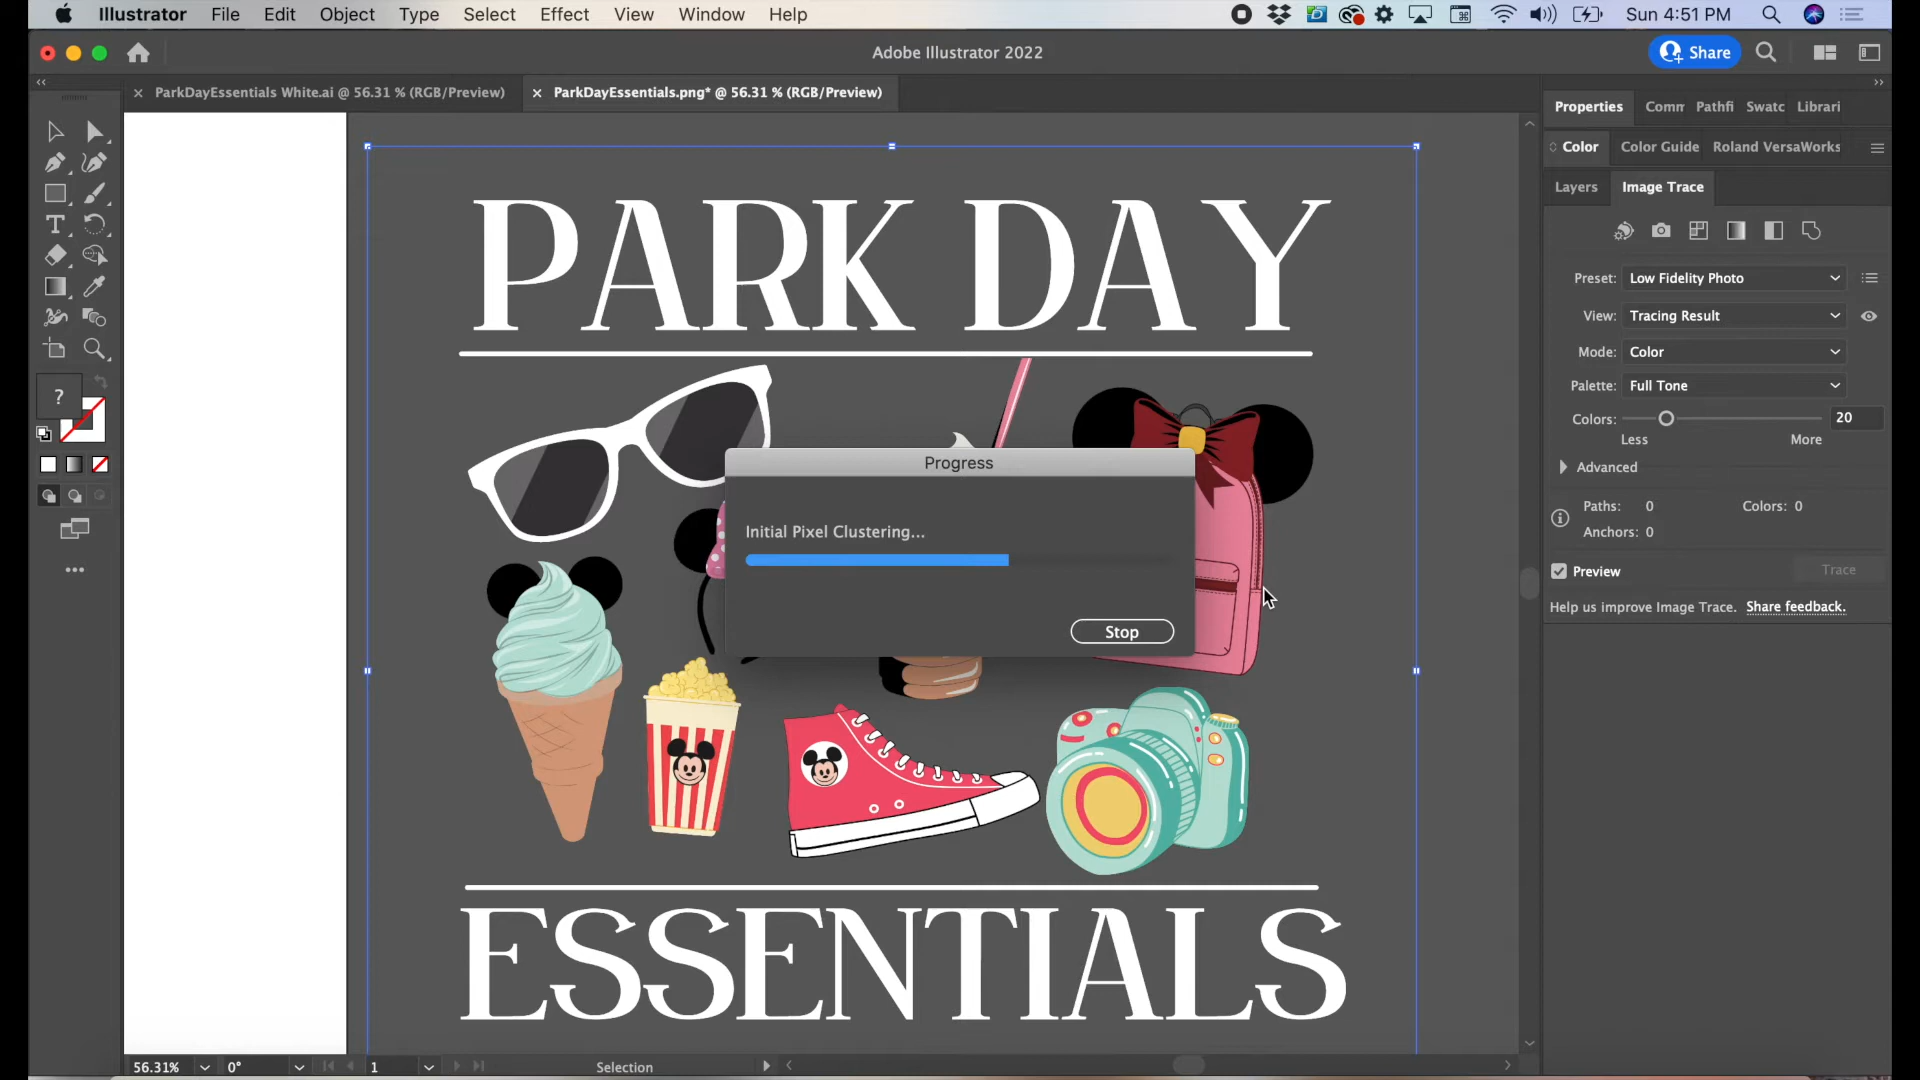 Illustrator File Edit Object Type Select Effect View Window Help Sun 4:51 PM
Adobe Illustrator 2022
Share
ParkDayEssentials White.ai @ 56.31 % (RGB/Preview)
ParkDayEssentials.png* @ 56.31 % (RGB/Preview)
Properties Comm Pathfi Swatc Librari
Color Color Guide Roland VersaWorks
Layers Image Trace
Preset: Low Fidelity Photo
View: Tracing Result
Mode: Color
Palette: Full Tone
Colors: 20
Less More
Advanced
Paths: 0 Colors: 0
Anchors: 0
Preview Trace
Help us improve Image Trace. Share feedback.
PARK DAY
Progress
Initial Pixel Clustering...
Stop
ESSENTIALS
?
56.31% 0° 1 Selection